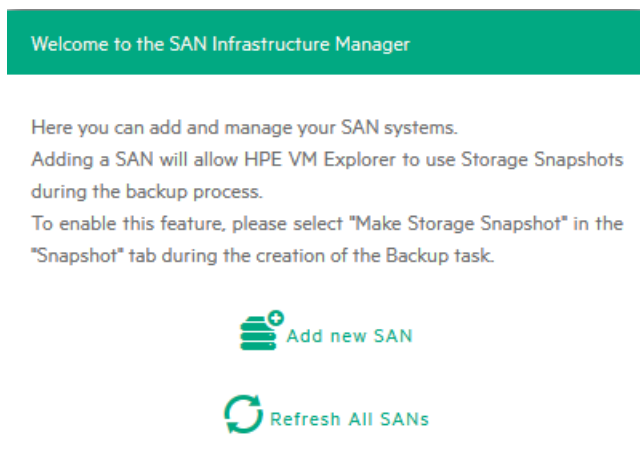 Welcome to the SAN Infrastructure Manager
Here you can add and manage your SAN systems.
Adding a SAN will allow HPE VM Explorer to use Storage Snapshots
during the backup process.
To enable this feature, please select "Make Storage Snapshot" in the
"Snapshot" tab during the creation of the Backup task.
Add new SAN
Refresh All SANs